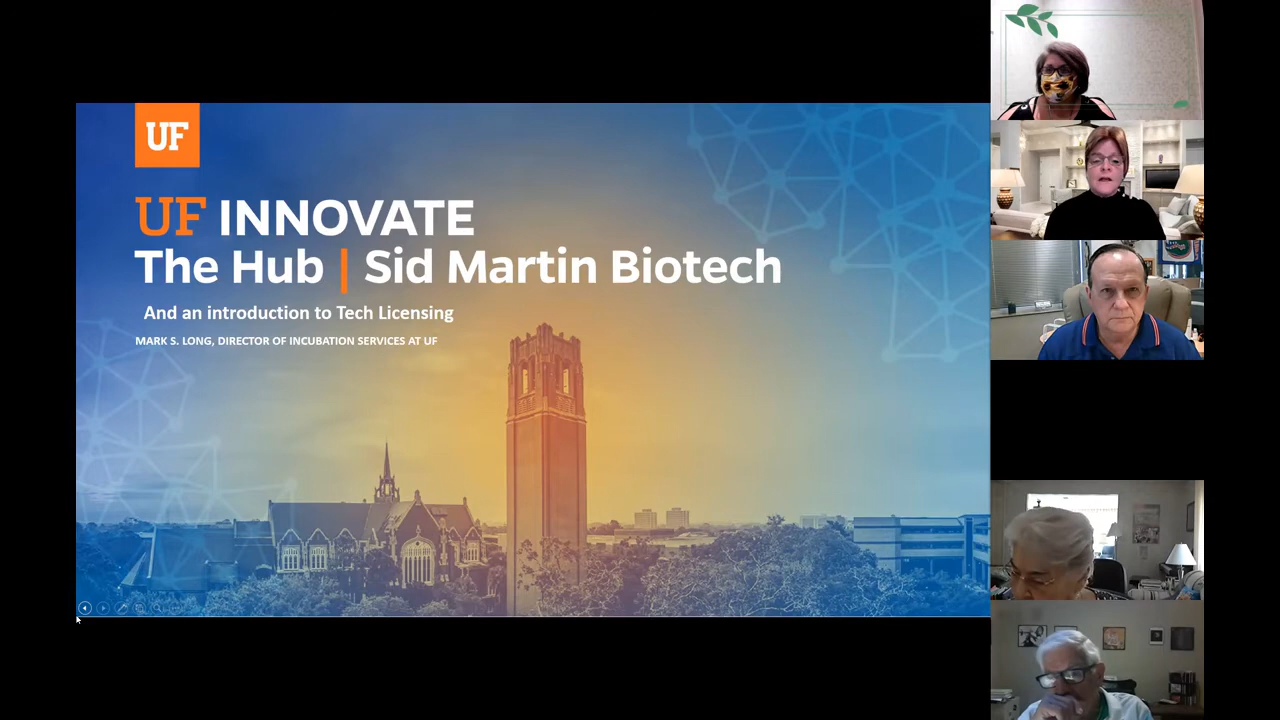 UF
UF INNOVATE
The Hub | Sid Martin Biotech
And an introduction to Tech Licensing
MARK S. LONG, DIRECTOR OF INCUBATION SERVICES AT UF